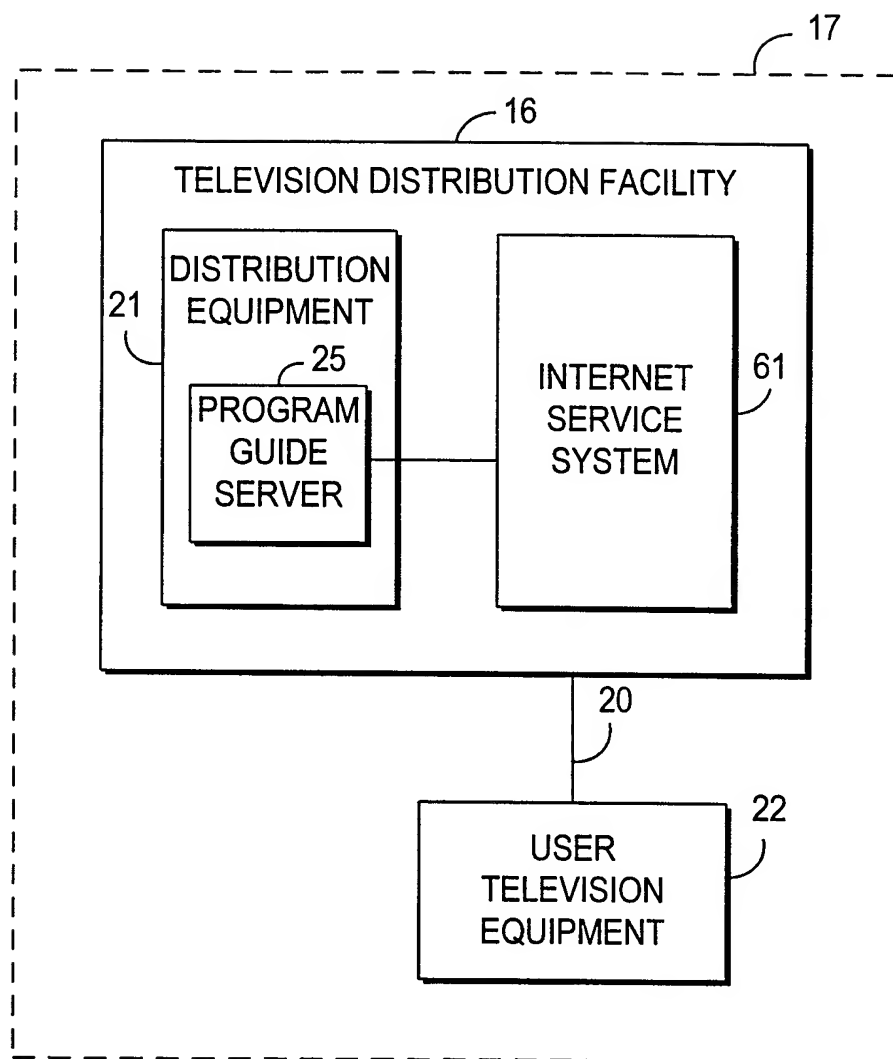 17
16
TELEVISION DISTRIBUTION FACILITY
DISTRIBUTION
EQUIPMENT
21
25
PROGRAM
GUIDE
SERVER
INTERNET
SERVICE
SYSTEM
61
20
22
USER
TELEVISION
EQUIPMENT